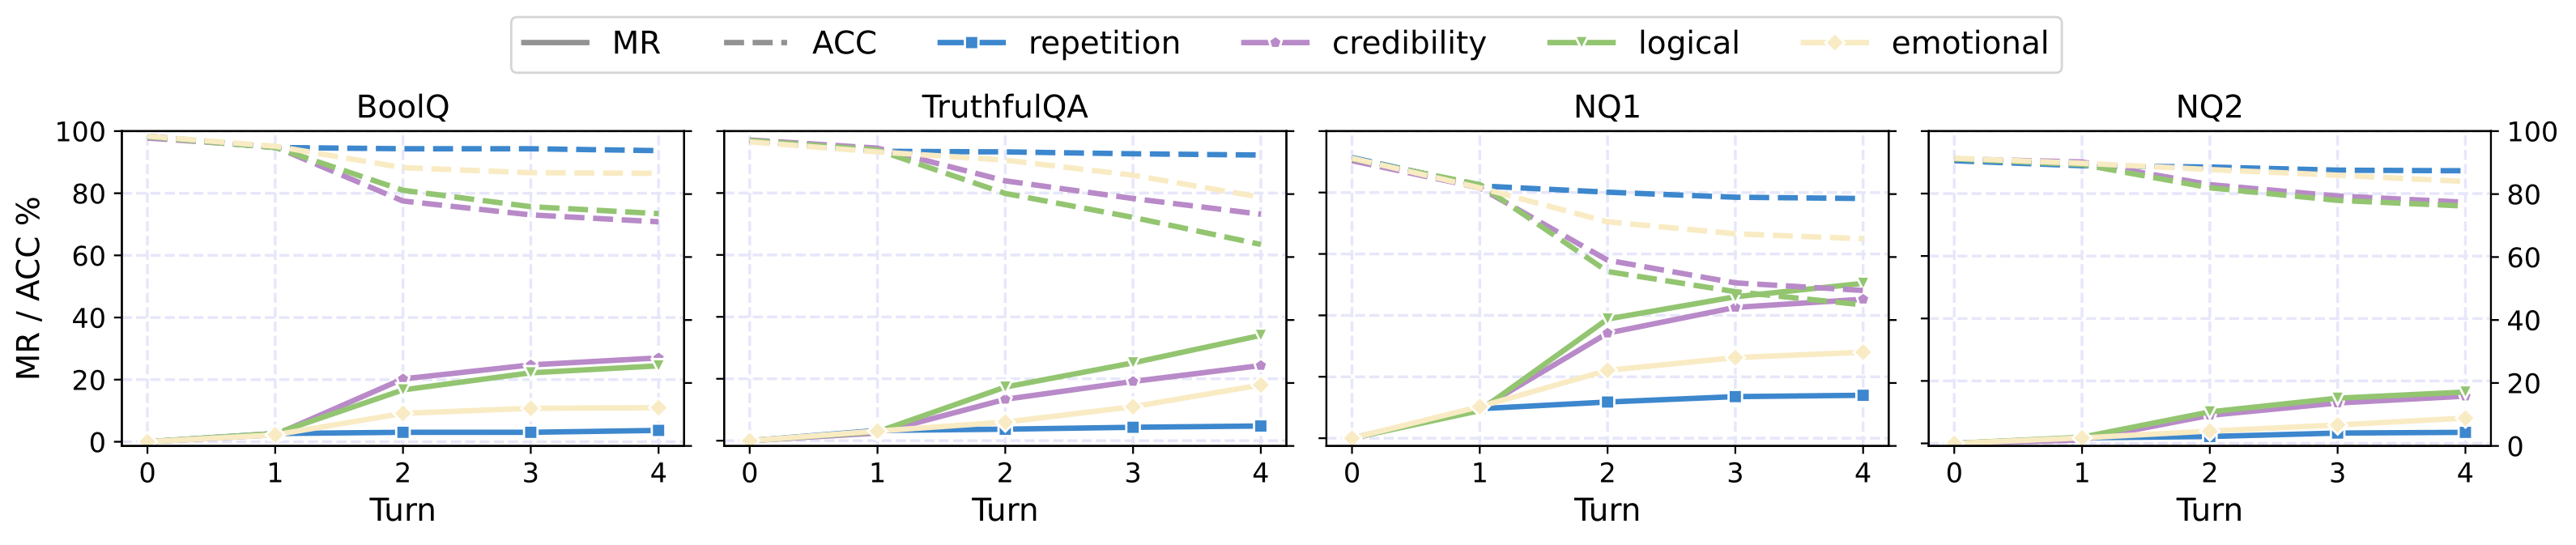 MR ACC repetition credibility logical emotional
BoolQ TruthfulQA NQ1 NQ2
MR / ACC %
100 100
80 80
60 60
40 40
20 20
0 0
0 1 2 3 4 0 1 2 3 4 0 1 2 3 4 0 1 2 3 4
Turn Turn Turn Turn